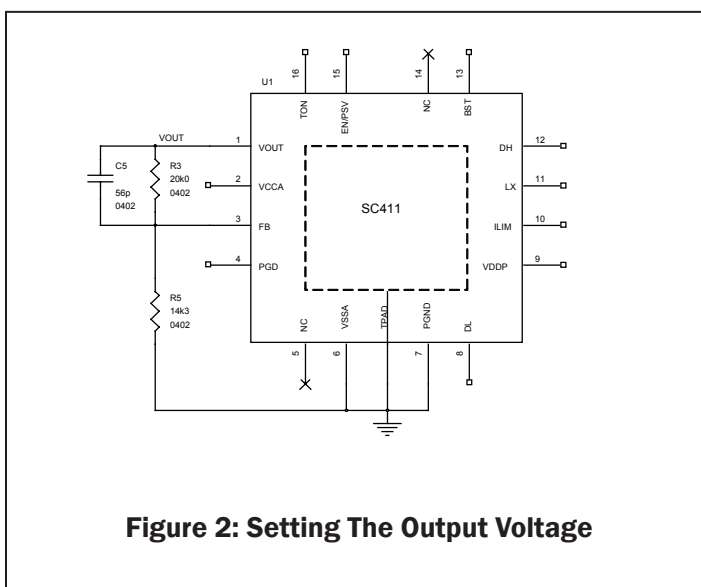 U1
16
15
14
13
TON
EN/PSV
NC
BST
VOUT
1
VOUT
DH
12
C5
56p
0402
R3
20k0
0402
2
VCCA
LX
11
SC411
3
FB
ILIM
10
4
PGD
VDDP
9
R5
14k3
0402
NC
VSSA
TPAD
PGND
DL
5
6
7
8
Figure 2: Setting The Output Voltage